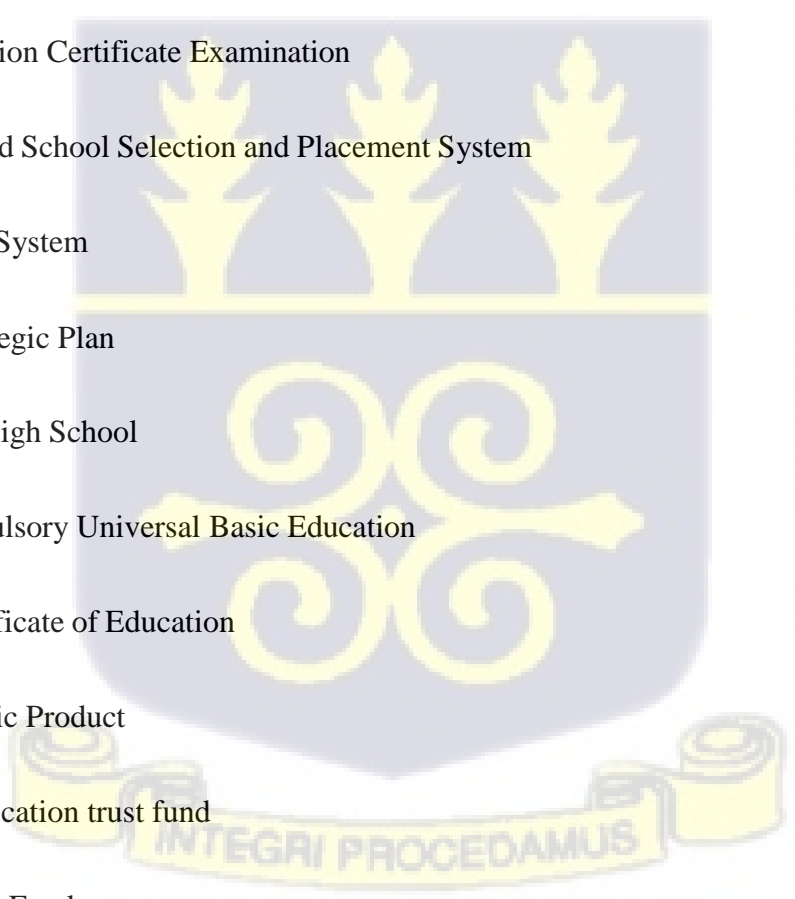 ion Certificate Examination
d School Selection and Placement System
System
egic Plan
igh School
ulsory Universal Basic Education
ficate of Education
ic Product
cation trust fund
INTEGRI PROCEDAMUS